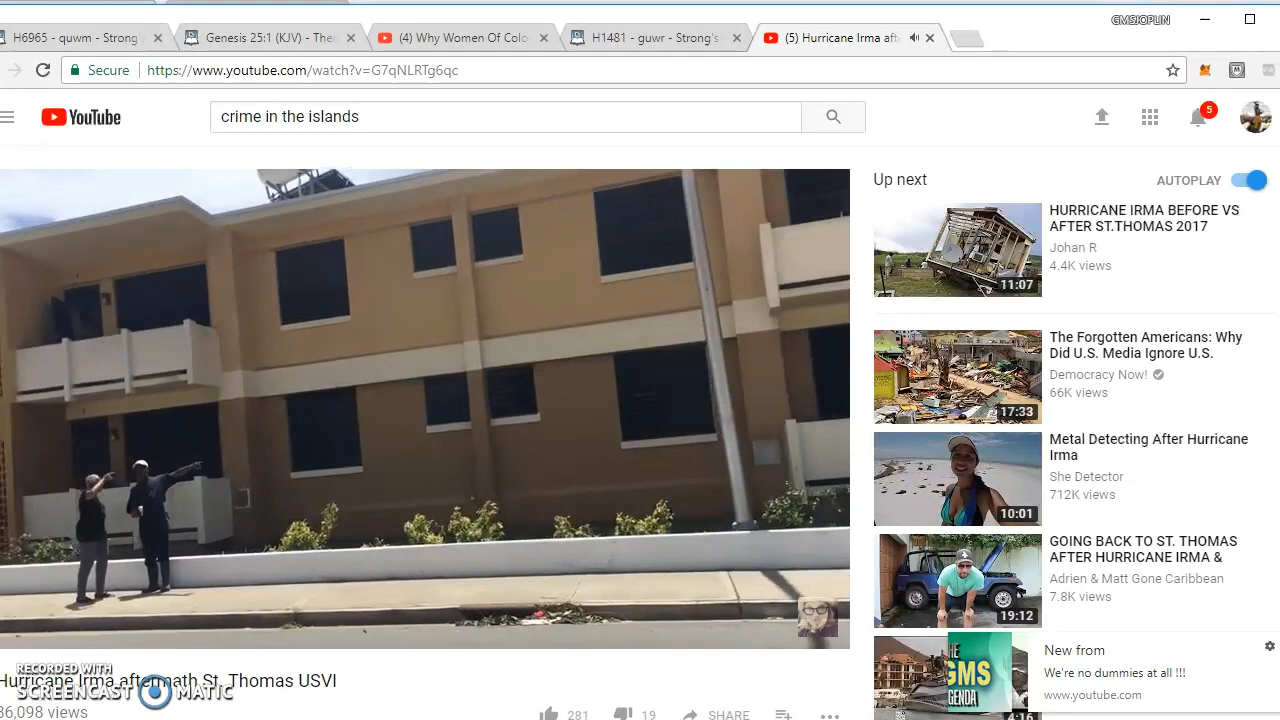 GMSJOPLIN
H6965 - quwm - Strong's
Genesis 25:1 (KJV) - The
(4) Why Women Of Colo
H1481 - guwr - Strong's
(5) Hurricane Irma aft
Secure
https://www.youtube.com/watch?v=G7qNLRTg6qc
YouTube
crime in the islands
5
Up next
AUTOPLAY
HURRICANE IRMA BEFORE VS
AFTER ST.THOMAS 2017
Johan R
4.4K views
11:07
The Forgotten Americans: Why
Did U.S. Media Ignore U.S.
Democracy Now!
66K views
17:33
Metal Detecting After Hurricane
Irma
She Detector
712K views
10:01
GOING BACK TO ST. THOMAS
AFTER HURRICANE IRMA &
Adrien & Matt Gone Caribbean
7.8K views
19:12
HE
GMS
GENDA
4:16
New from
We're no dummies at all !!!
www.youtube.com
RECORDED WITH
SCREENCAST MATIC
Hurricane Irma aftermath St. Thomas USVI
36,098 views
281
19
SHARE